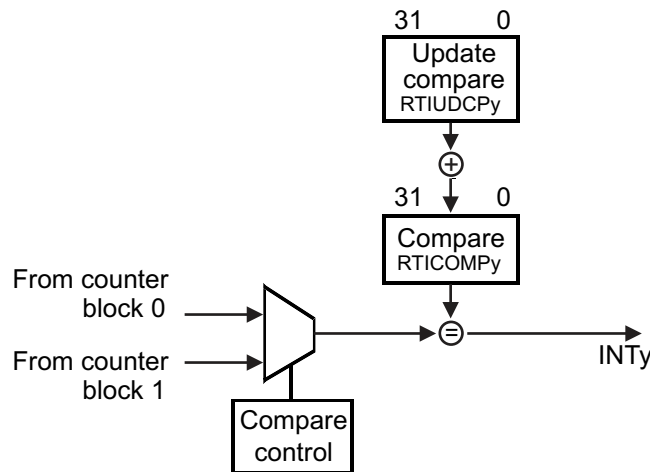 31 0
Update
compare
RTIUDCPy
+
31 0
Compare
RTICOMPy
From counter
block 0
=
INTy
From counter
block 1
Compare
control